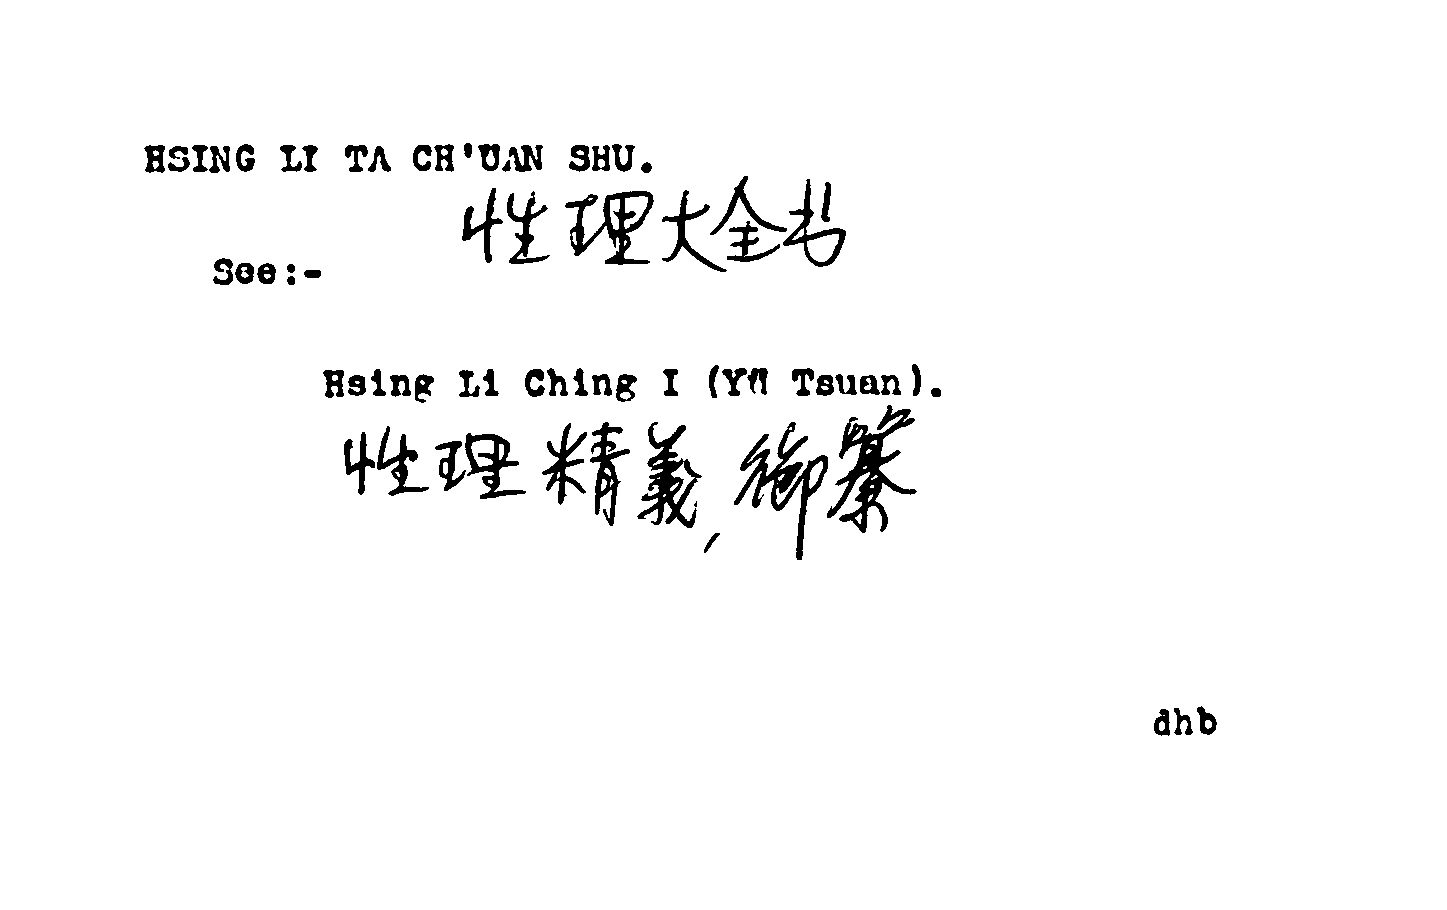 HSING LI TA CH'ÜAN SHU.
性理大全书
See:-
Hsing Li Ching I (Yü Tsuan).
性理精義,御纂
dhb